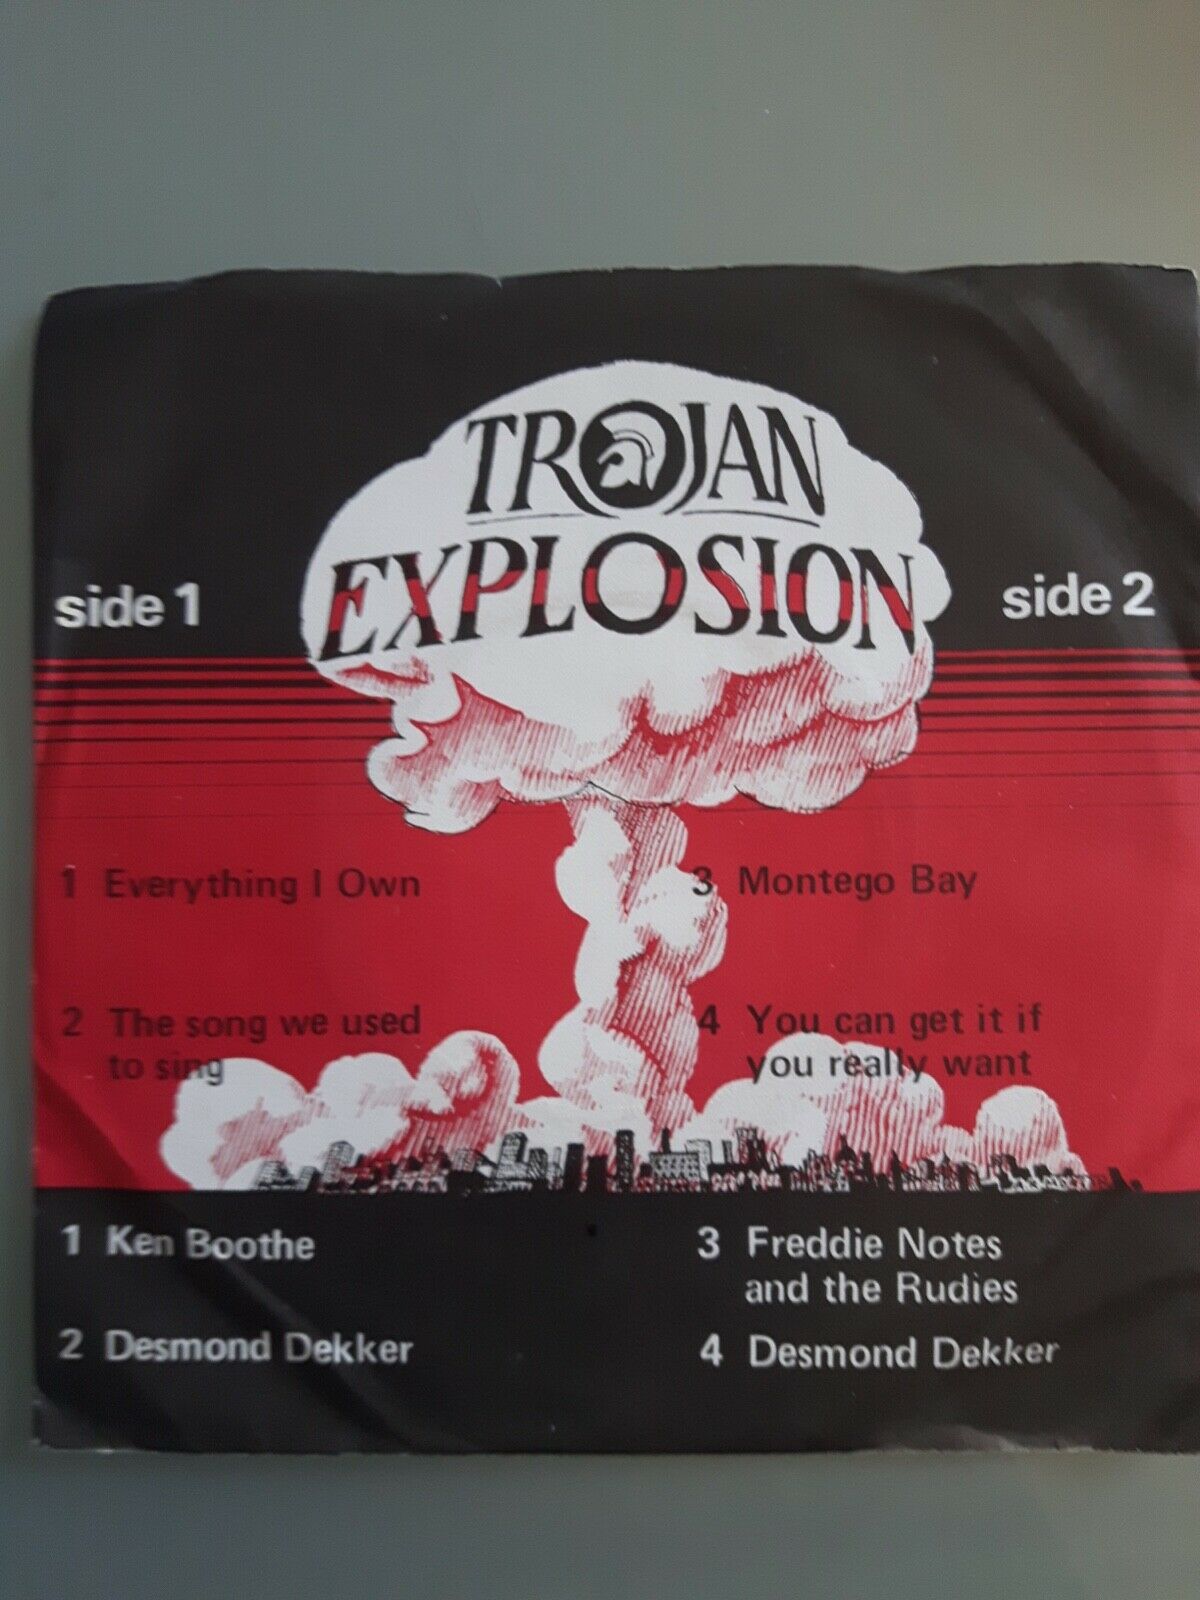 TROJAN
EXPLOSION
side 1
side 2
1 Everything I Own
2 The song we used
to sing
3 Montego Bay
4 You can get it if
you really want
1 Ken Boothe
2 Desmond Dekker
3 Freddie Notes
and the Rudies
4 Desmond Dekker